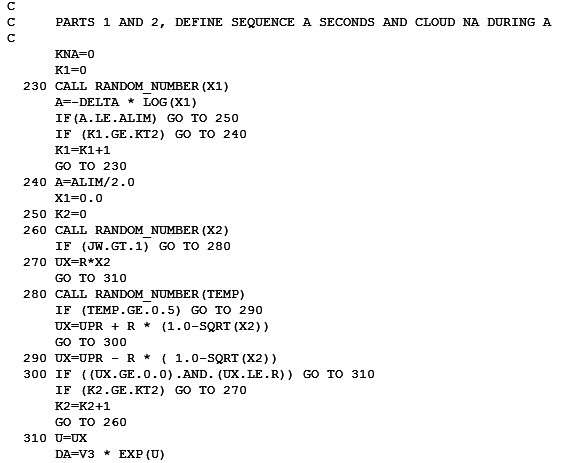 C
C     PARTS 1 AND 2, DEFINE SEQUENCE A SECONDS AND CLOUD NA DURING A
C
      KNA=0
      K1=0
  230 CALL RANDOM_NUMBER(X1)
      A=-DELTA * LOG(X1)
      IF(A.LE.ALIM) GO TO 250
      IF (K1.GE.KT2) GO TO 240
      K1=K1+1
      GO TO 230
  240 A=ALIM/2.0
      X1=0.0
  250 K2=0
  260 CALL RANDOM_NUMBER(X2)
      IF (JW.GT.1) GO TO 280
  270 UX=R*X2
      GO TO 310
  280 CALL RANDOM_NUMBER(TEMP)
      IF (TEMP.GE.0.5) GO TO 290
      UX=UPR + R * (1.0-SQRT(X2))
      GO TO 300
  290 UX=UPR - R * ( 1.0-SQRT(X2))
  300 IF ((UX.GE.0.0).AND.(UX.LE.R)) GO TO 310
      IF (K2.GE.KT2) GO TO 270
      K2=K2+1
      GO TO 260
  310 U=UX
      DA=V3 * EXP(U)